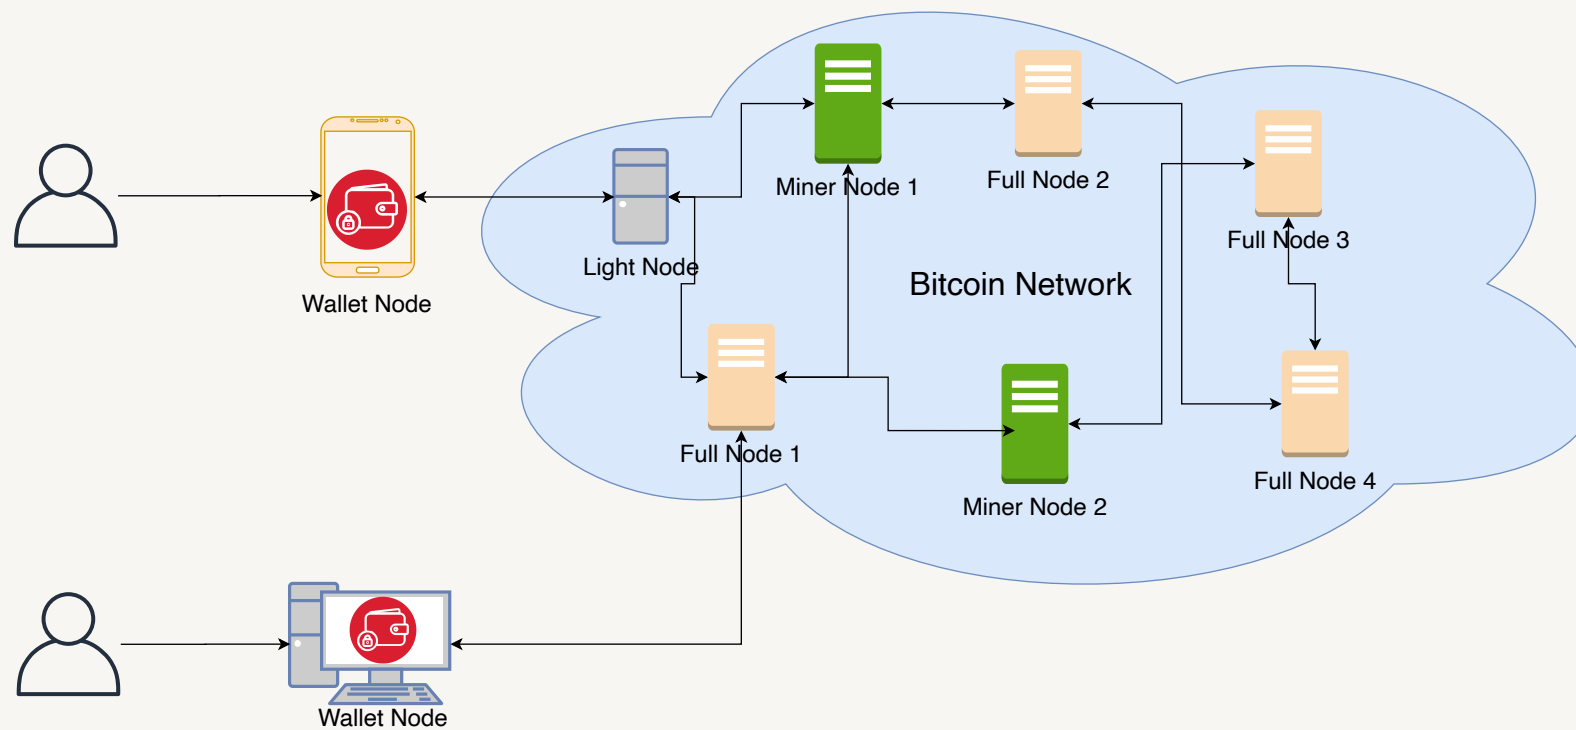 Miner Node 1
Full Node 2
Full Node 3
Light Node
Wallet Node
Bitcoin Network
Full Node 1
Miner Node 2
Full Node 4
Wallet Node